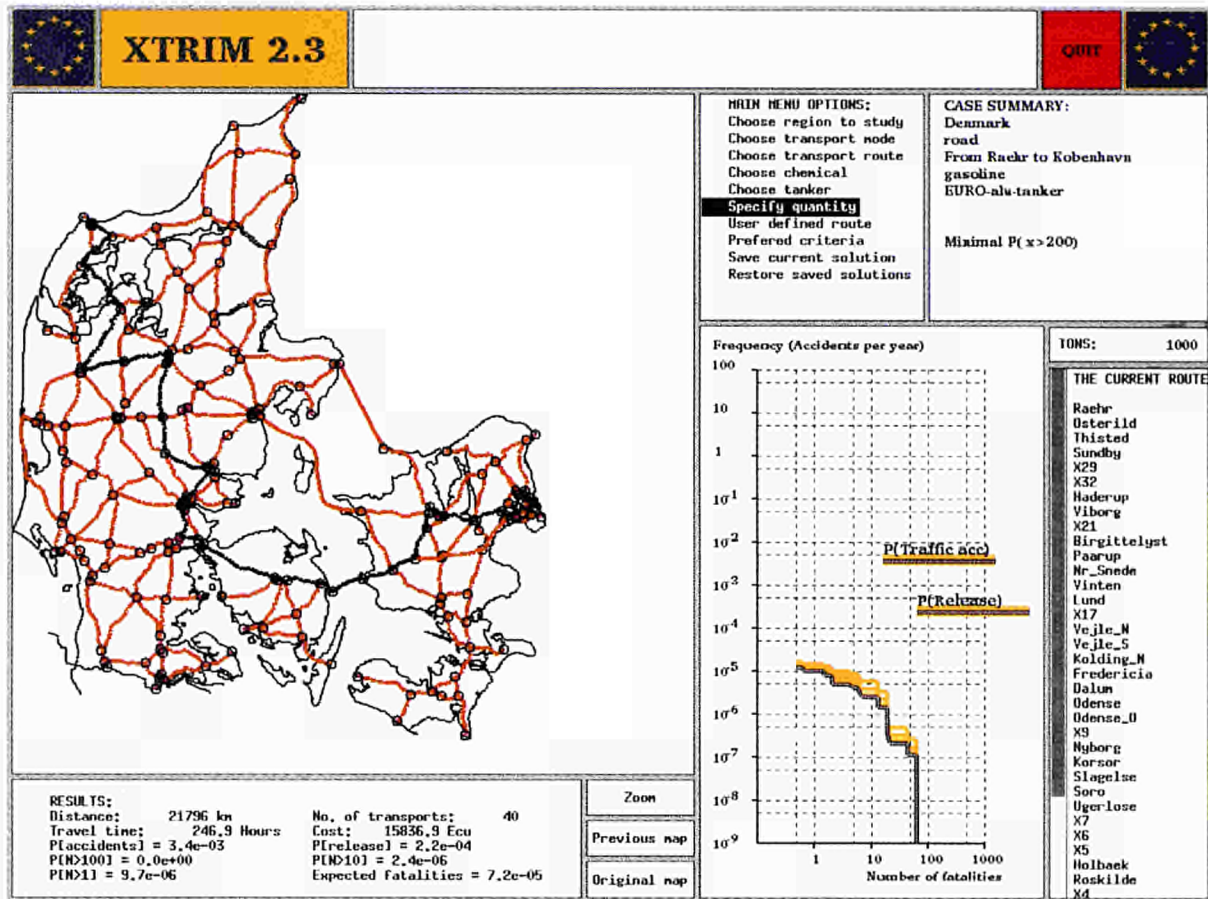 XTRIM 2.3
QUIT
MAIN MENU OPTIONS:
Choose region to study
Choose transport mode
Choose transport route
Choose chemical
Choose tanker
Specify quantity
User defined route
Prefered criteria
Save current solution
Restore saved solutions
CASE SUMMARY:
Denmark
road
From Raehr to Kobenhavn
gasoline
EURO-alu-tanker
Minimal P( x>200)
Frequency (Accidents per year)
100
10
1
10-1
10-2
10-3
10-4
10-5
10-6
10-7
10-8
10-9
P(Traffic acc)
P(Release)
1 10 100 1000
Number of fatalities
TONS: 1000
THE CURRENT ROUTE
Raehr
Osterild
Thisted
Sundby
X29
X32
Haderup
Viborg
X21
Birgittelyst
Paarup
Nr_Snede
Vinten
Lund
X17
Vejle_N
Vejle_S
Kolding_N
Fredericia
Dalum
Odense
Odense_O
X9
Nyborg
Korsor
Slagelse
Soro
Ugerlose
X7
X6
X5
Holbaek
Roskilde
X4
RESULTS:
Distance: 21796 km No. of transports: 40
Travel time: 246.9 Hours Cost: 15836.9 Ecu
P[accidents] = 3.4e-03 P[release] = 2.2e-04
P[N>100] = 0.0e+00 P[N>10] = 2.4e-06
P[N>1] = 9.7e-06 Expected fatalities = 7.2e-05
Zoom
Previous map
Original map